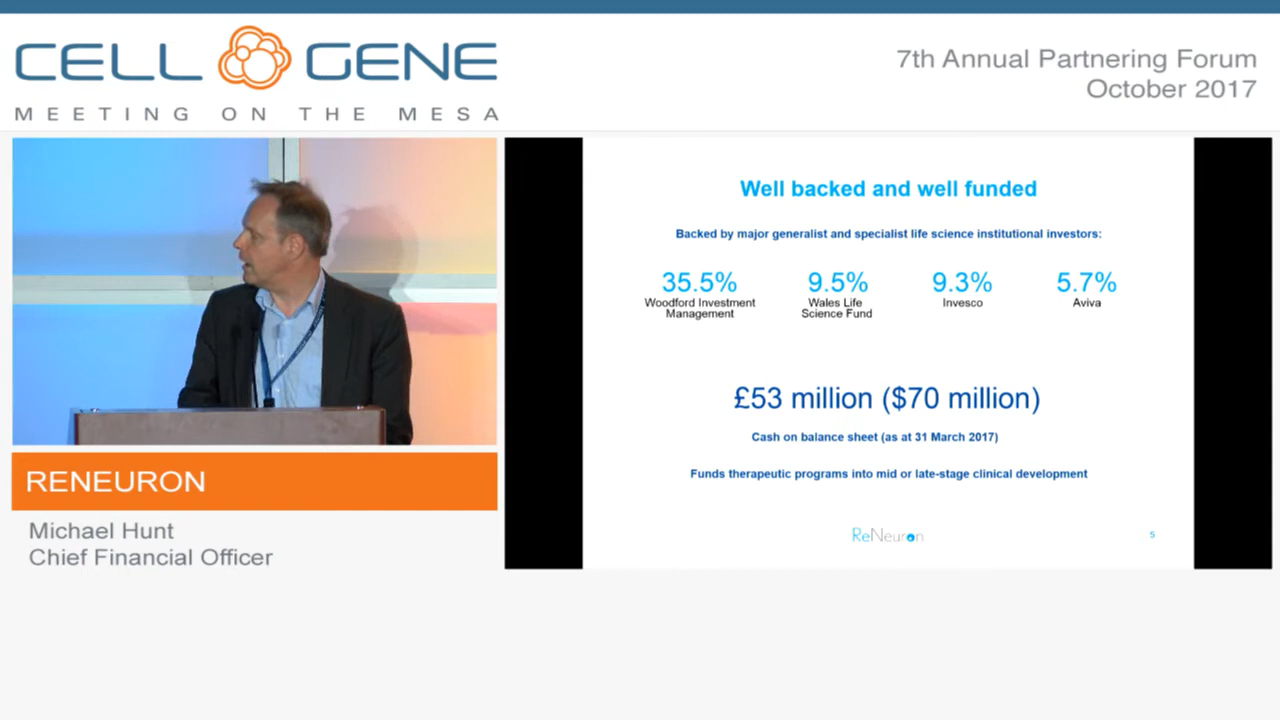 CELL GENE
MEETING ON THE MESA
7th Annual Partnering Forum
October 2017
Well backed and well funded
Backed by major generalist and specialist life science institutional investors:
35.5%
Woodford Investment
Management
9.5%
Wales Life
Science Fund
9.3%
Invesco
5.7%
Aviva
£53 million ($70 million)
Cash on balance sheet (as at 31 March 2017)
Funds therapeutic programs into mid or late-stage clinical development
ReNeuron
5
RENEURON
Michael Hunt
Chief Financial Officer